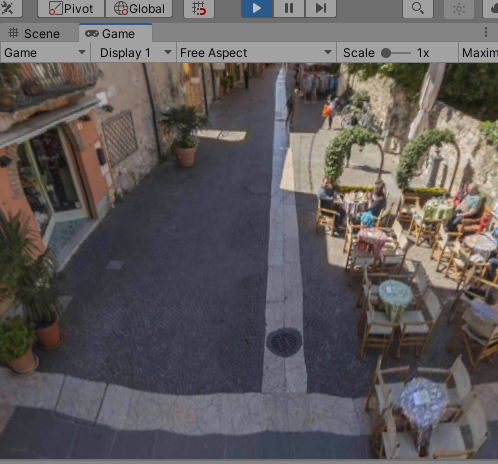 Pivot Global
Scene Game
Game Display 1 Free Aspect Scale 1x Maxim